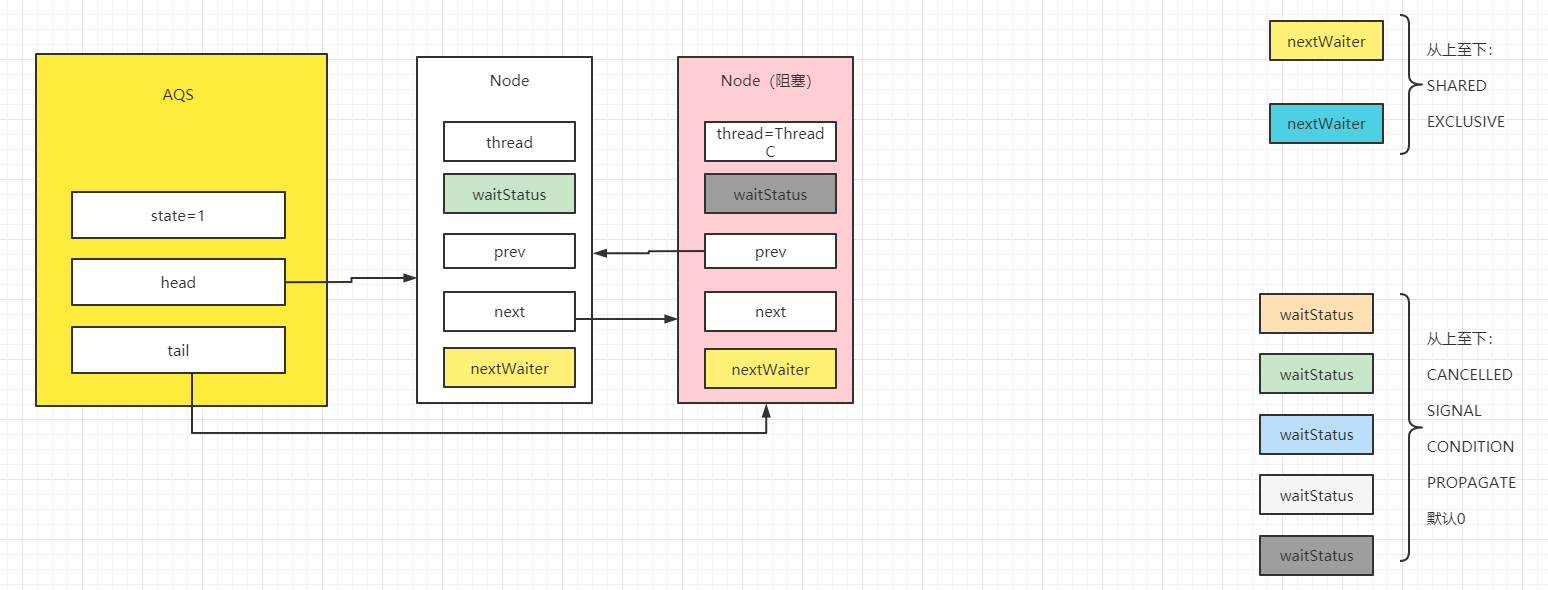 AQS
state=1
head
tail
Node
thread
waitStatus
prev
next
nextWaiter
Node（阻塞）
thread=Thread
C
waitStatus
prev
next
nextWaiter
nextWaiter
nextWaiter
从上至下：
SHARED
EXCLUSIVE
waitStatus
waitStatus
waitStatus
waitStatus
waitStatus
从上至下：
CANCELLED
SIGNAL
CONDITION
PROPAGATE
默认0